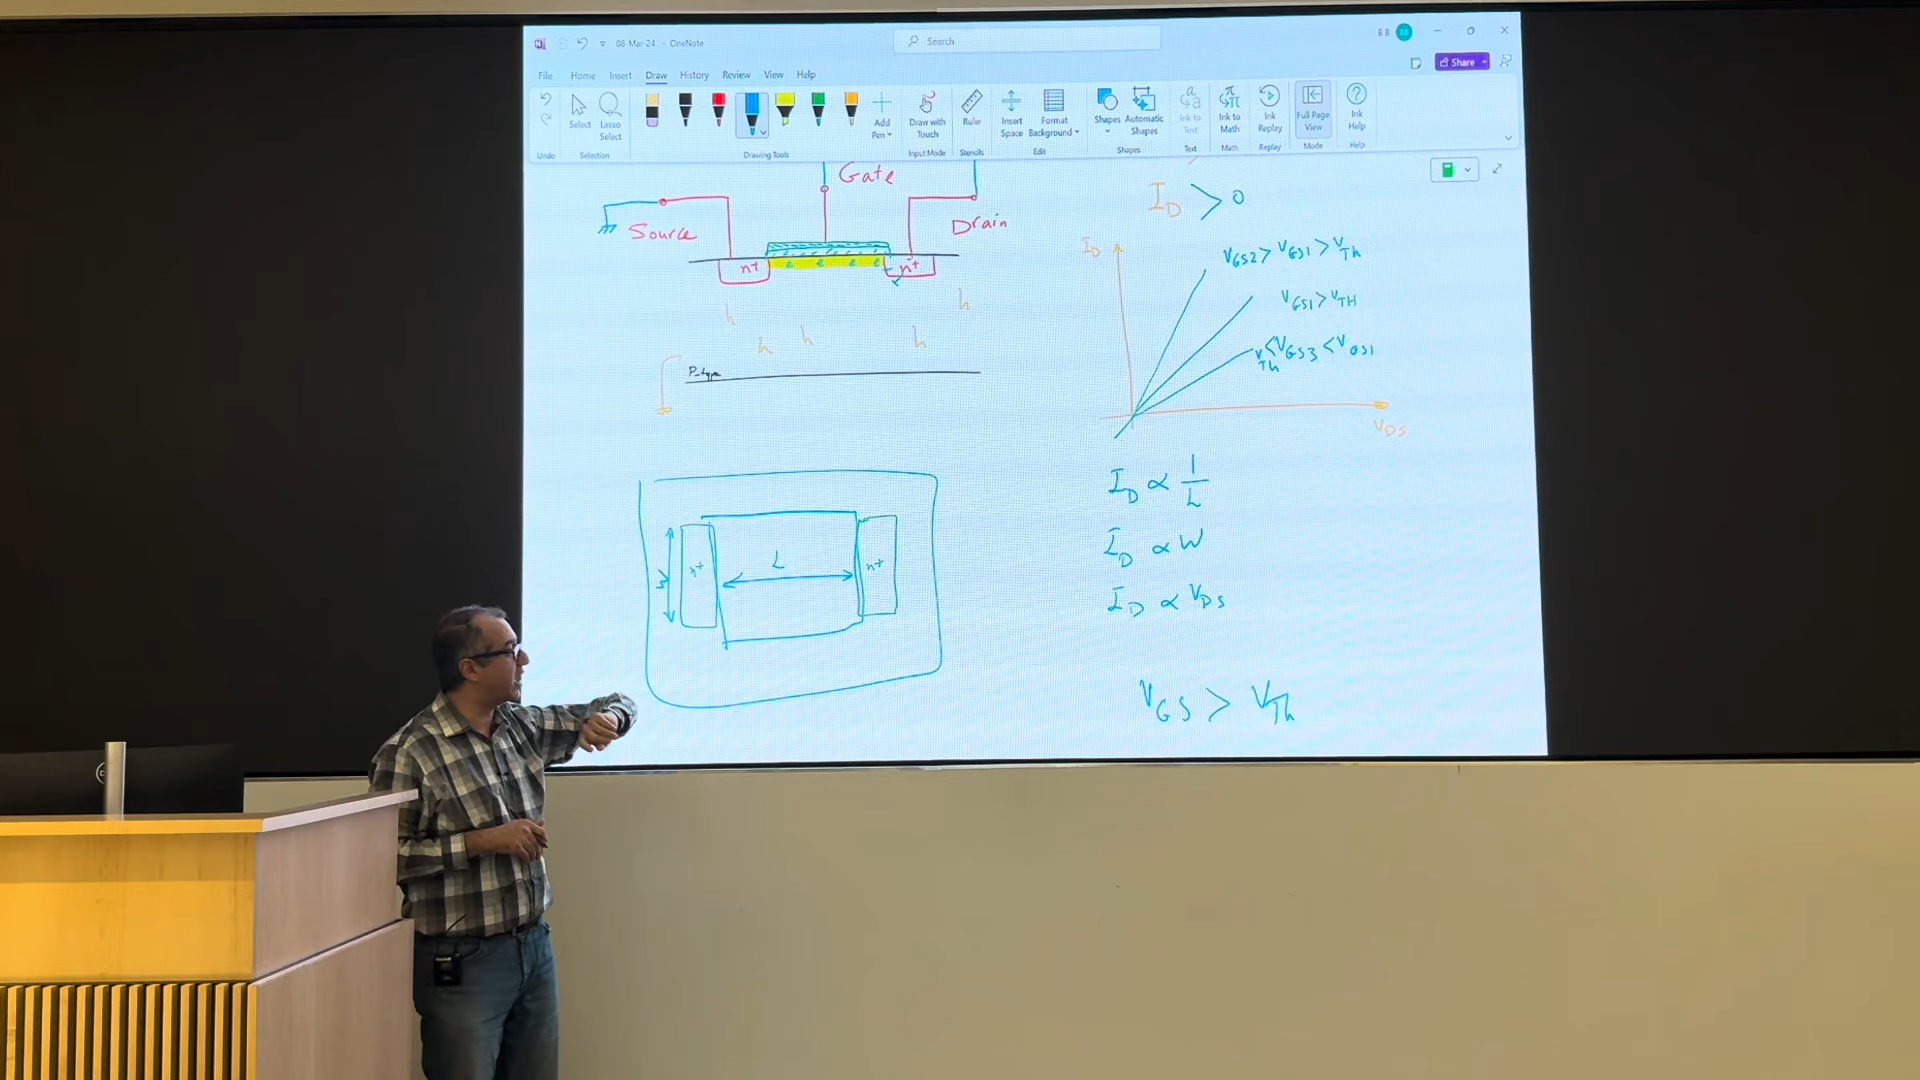 08-Mar-24 - OneNote
Search
B B
File Home Insert Draw History Review View Help
Share
Select
Lasso Select
Add Pen
Draw with Touch
Ruler
Insert Space
Format Background
Shapes
Automatic Shapes
Ink to Text
Ink to Math
Ink Replay
Full Page View
Ink Help
Undo
Selection
Drawing Tools
Input Mode
Stencils
Edit
Shapes
Text
Math
Replay
Mode
Help
Gate
Source
Drain
n+ e e e e n+
h h h h h
P-type
I_D > 0
I_D
V_GS2 > V_GS1 > V_Th
V_GS1 > V_TH
V_Th < V_GS3 < V_GS1
V_DS
I_D ∝ 1/L
I_D ∝ W
I_D ∝ V_DS
W n+ L n+
V_GS > V_Th